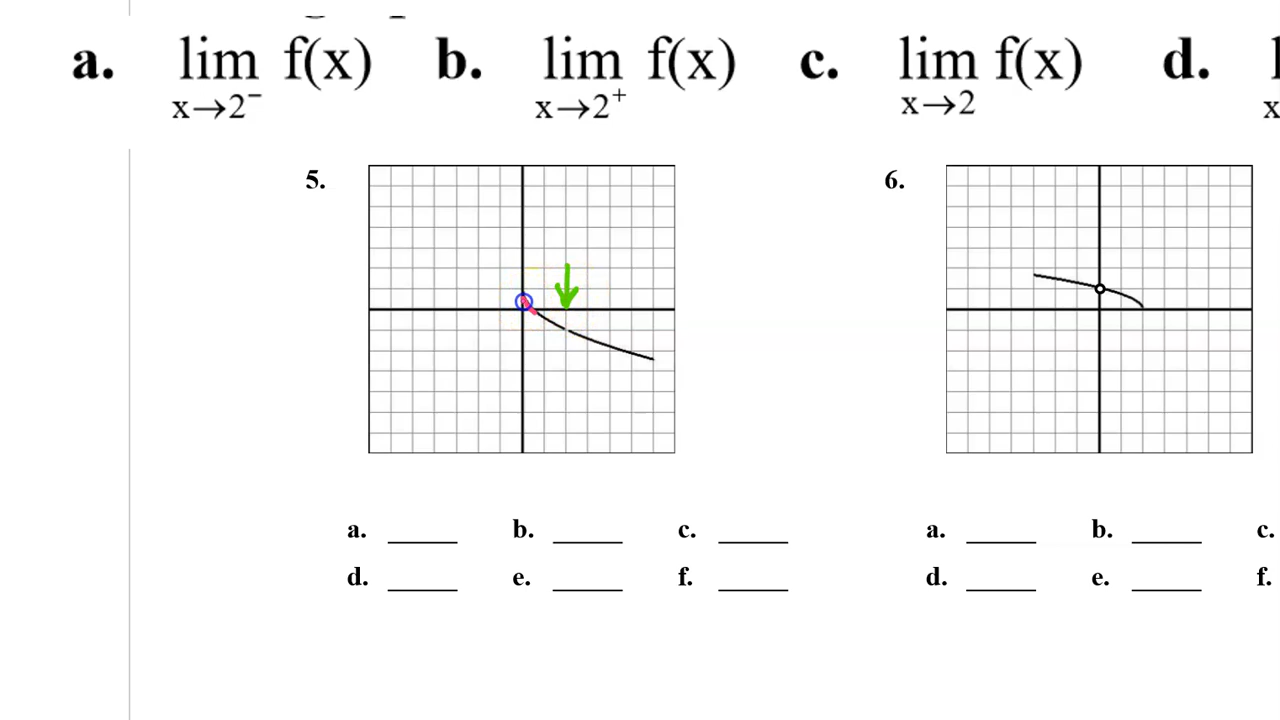 a. lim f(x) b. lim f(x) c. lim f(x) d.
x→2⁻ x→2⁺ x→2 x
5. 6.
a. ______ b. ______ c. ______ a. ______ b. ______ c.
d. ______ e. ______ f. ______ d. ______ e. ______ f.